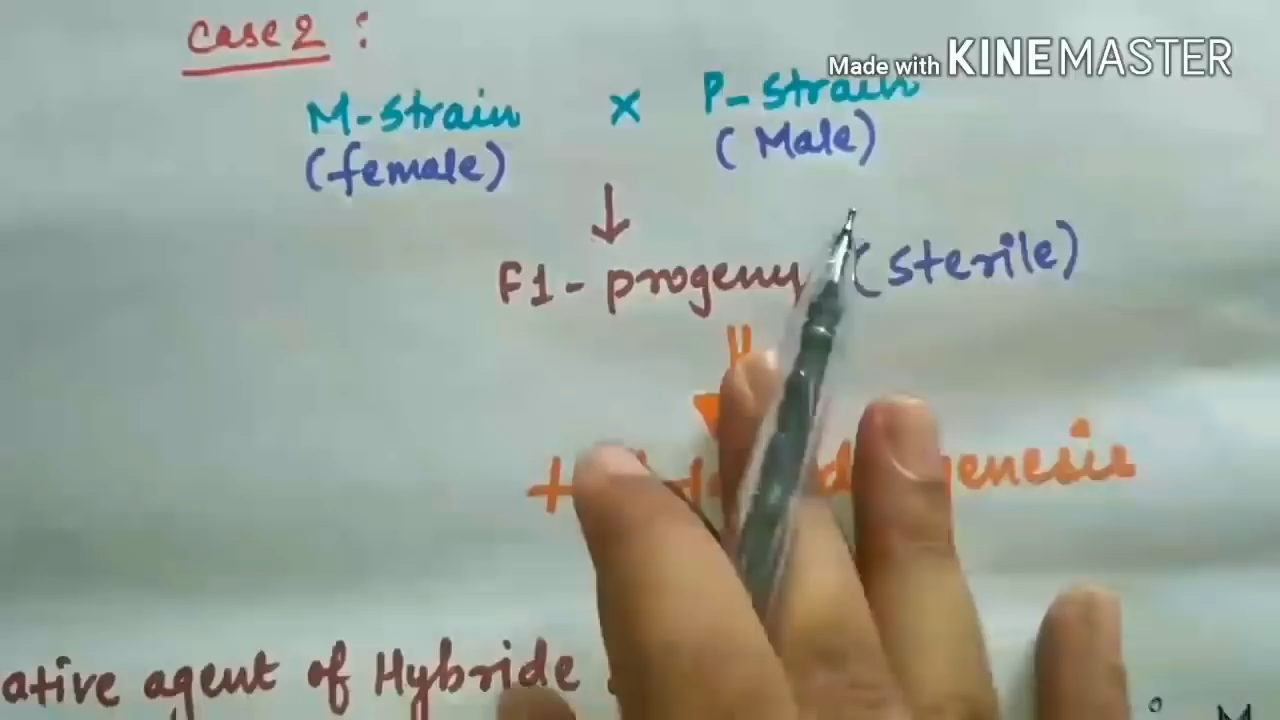 Case 2 :
Made with KINEMASTER
M-strain × P-strain
(female) (Male)
F1- progeny (sterile)
genesis
ative agent of Hybride